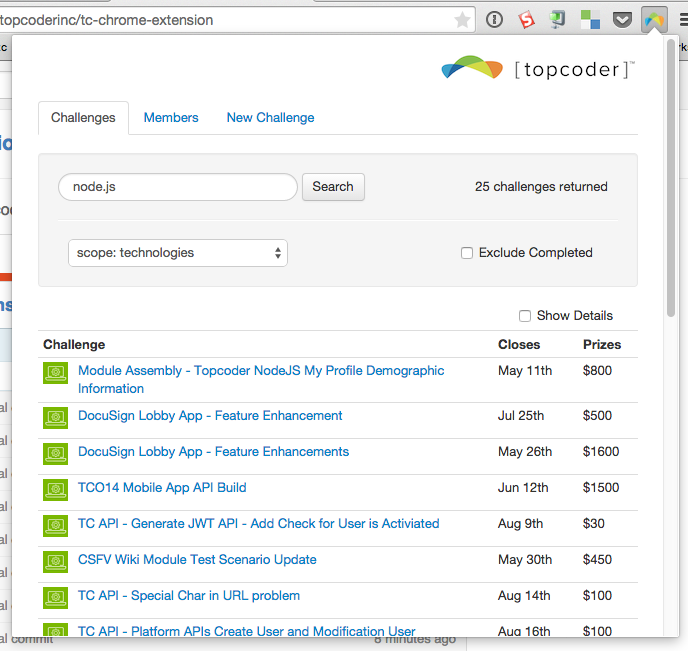 topcoderinc/tc-chrome-extension
[topcoder]™
Challenges Members New Challenge
node.js Search 25 challenges returned
scope: technologies Exclude Completed
Show Details
Challenge Closes Prizes
Module Assembly - Topcoder NodeJS My Profile Demographic May 11th $800
Information
DocuSign Lobby App - Feature Enhancement Jul 25th $500
DocuSign Lobby App - Feature Enhancements May 26th $1600
TCO14 Mobile App API Build Jun 12th $1500
TC API - Generate JWT API - Add Check for User is Activiated Aug 9th $30
CSFV Wiki Module Test Scenario Update May 30th $450
TC API - Special Char in URL problem Aug 14th $100
TC API - Platform APIs Create User and Modification User Aug 16th $100
al commit 8 minutes ago